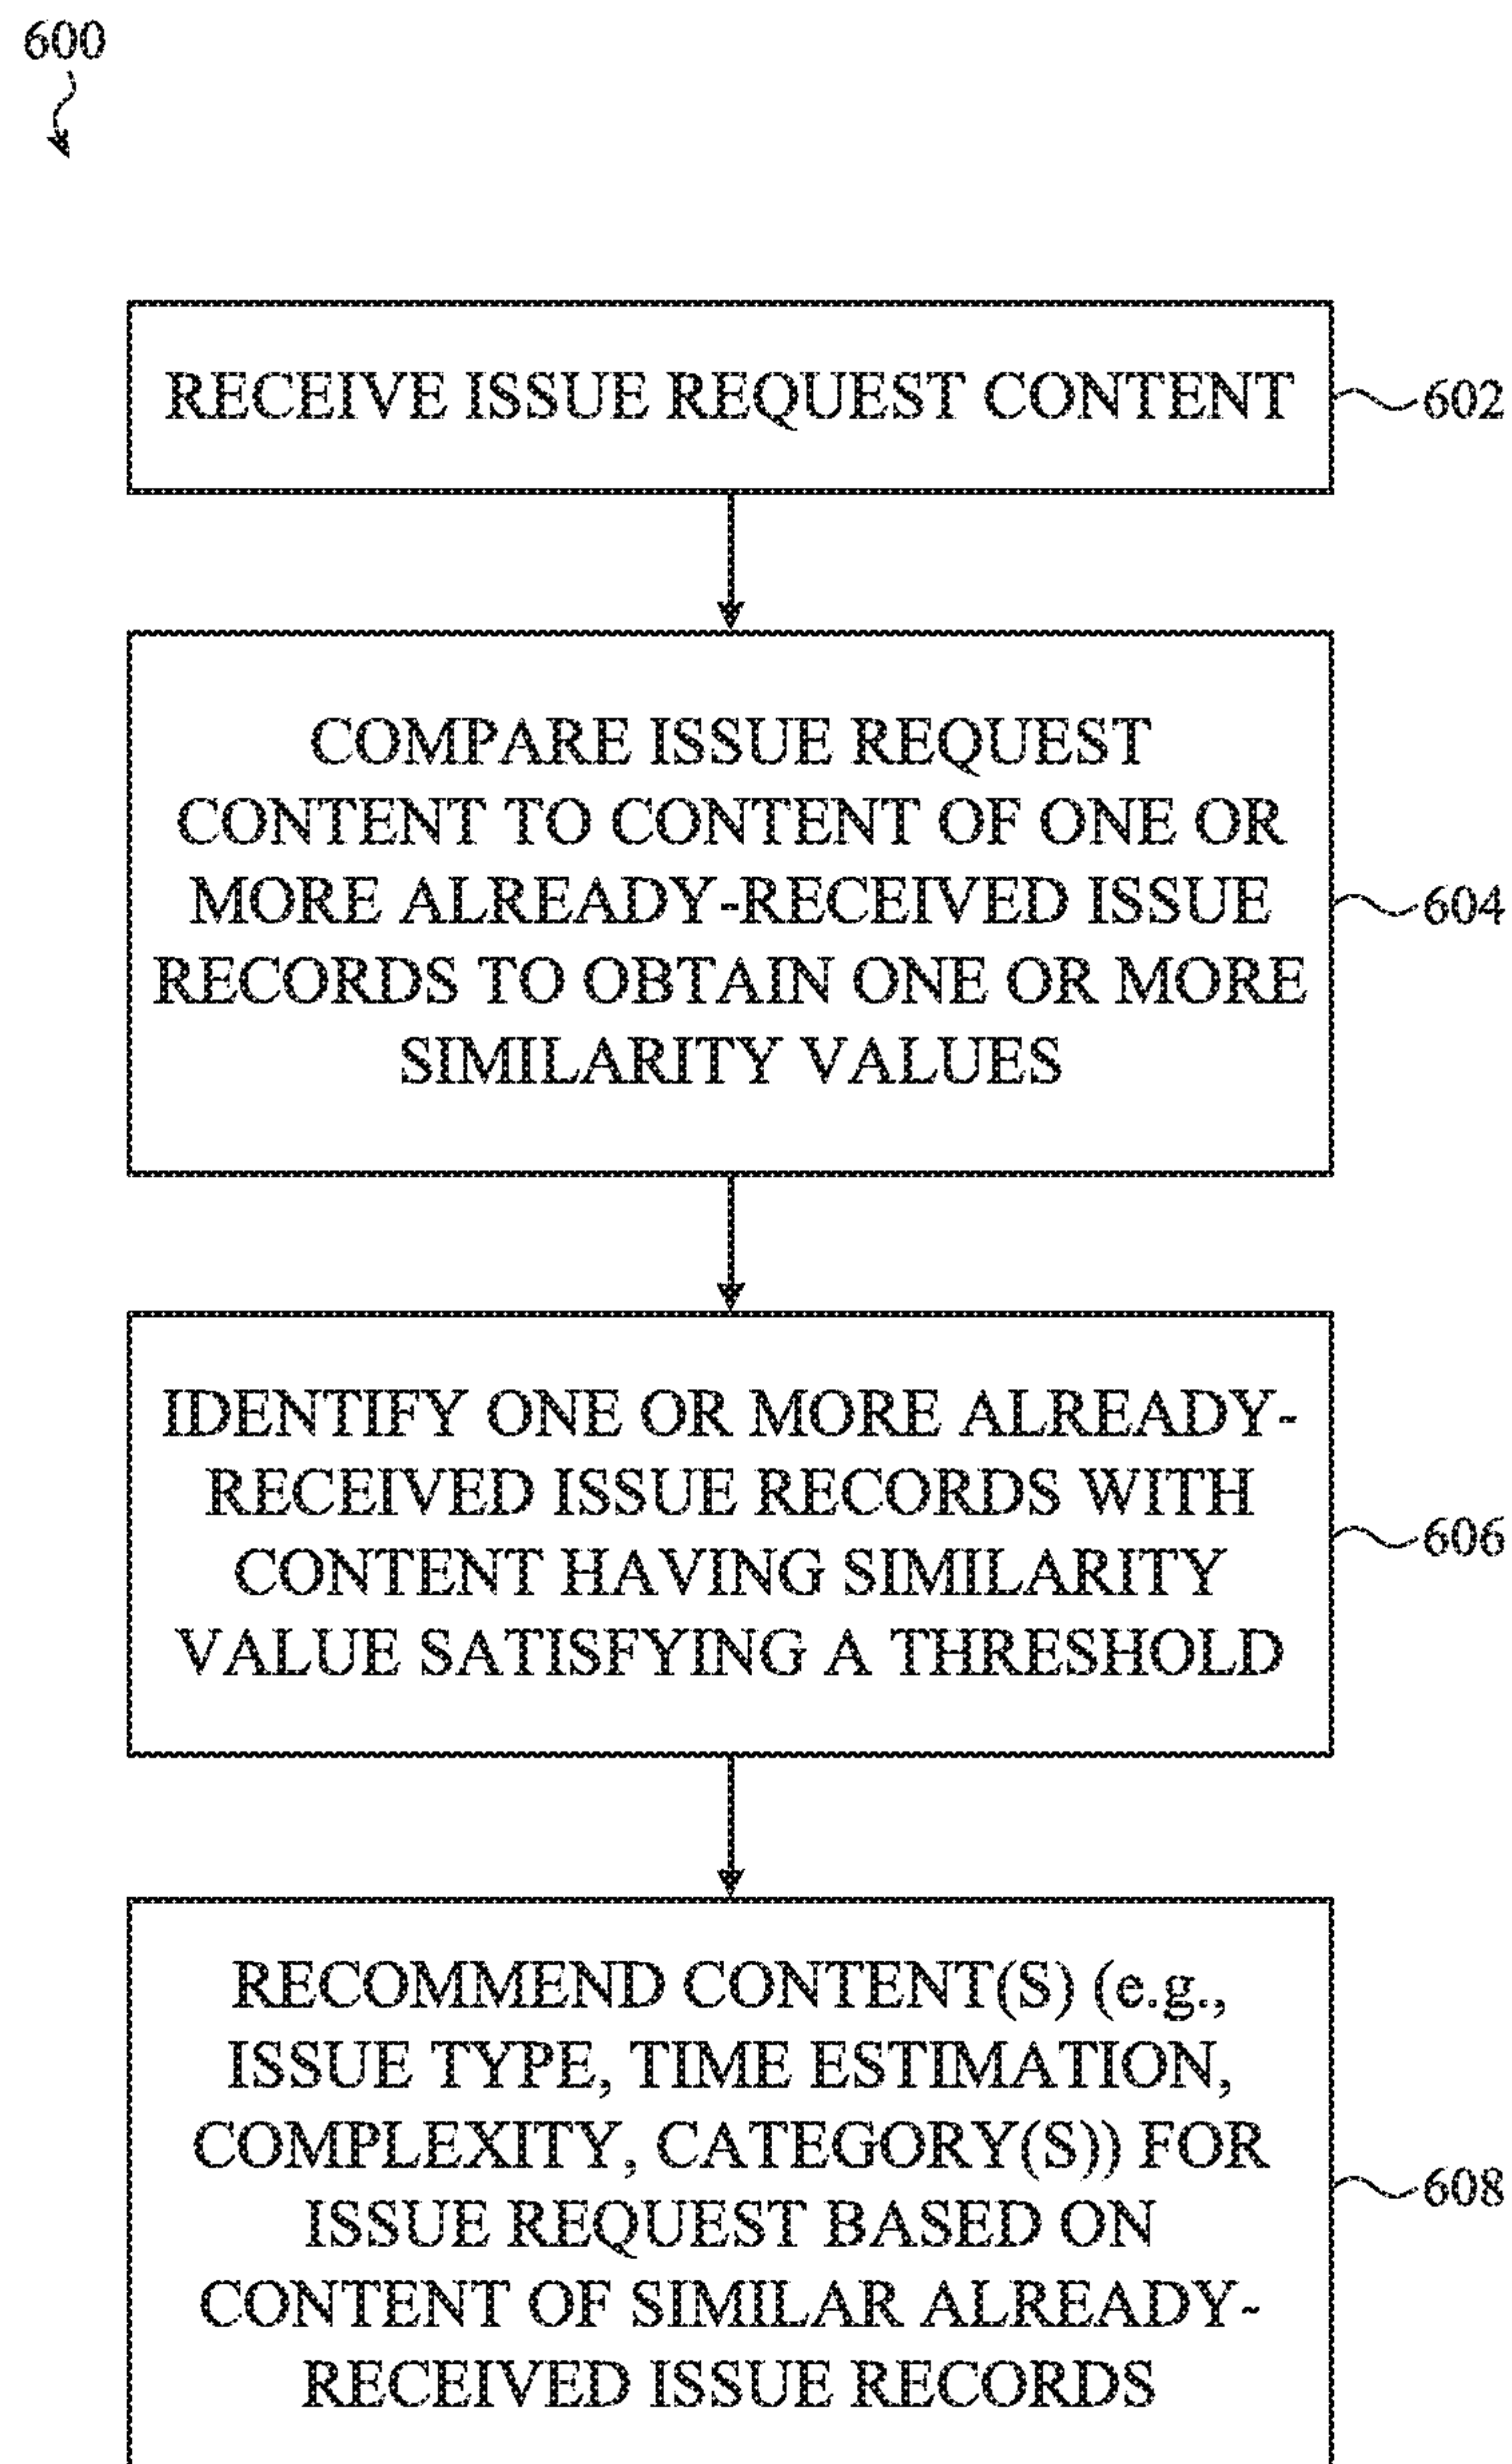 600
RECEIVE ISSUE REQUEST CONTENT
602
COMPARE ISSUE REQUEST
CONTENT TO CONTENT OF ONE OR
MORE ALREADY-RECEIVED ISSUE
RECORDS TO OBTAIN ONE OR MORE
SIMILARITY VALUES
604
IDENTIFY ONE OR MORE ALREADY-
RECEIVED ISSUE RECORDS WITH
CONTENT HAVING SIMILARITY
VALUE SATISFYING A THRESHOLD
606
RECOMMEND CONTENT(S) (e.g.,
ISSUE TYPE, TIME ESTIMATION,
COMPLEXITY, CATEGORY(S)) FOR
ISSUE REQUEST BASED ON
CONTENT OF SIMILAR ALREADY-
RECEIVED ISSUE RECORDS
608